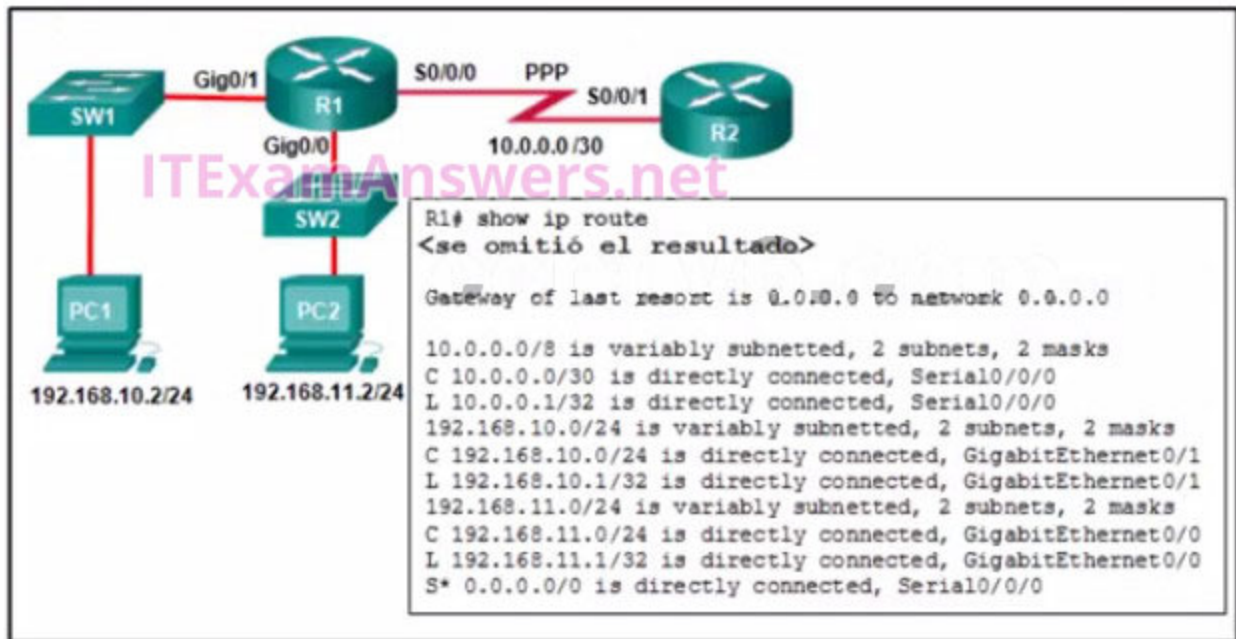 Gig0/1
S0/0/0
PPP
S0/0/1
SW1
R1
R2
Gig0/0
10.0.0.0 /30
ITExamAnswers.net
SW2
PC1
PC2
192.168.10.2/24
192.168.11.2/24
R1# show ip route
<se omitió el resultado>
Gateway of last resort is 0.0.0.0 to network 0.0.0.0
10.0.0.0/8 is variably subnetted, 2 subnets, 2 masks
C 10.0.0.0/30 is directly connected, Serial0/0/0
L 10.0.0.1/32 is directly connected, Serial0/0/0
192.168.10.0/24 is variably subnetted, 2 subnets, 2 masks
C 192.168.10.0/24 is directly connected, GigabitEthernet0/1
L 192.168.10.1/32 is directly connected, GigabitEthernet0/1
192.168.11.0/24 is variably subnetted, 2 subnets, 2 masks
C 192.168.11.0/24 is directly connected, GigabitEthernet0/0
L 192.168.11.1/32 is directly connected, GigabitEthernet0/0
S* 0.0.0.0/0 is directly connected, Serial0/0/0